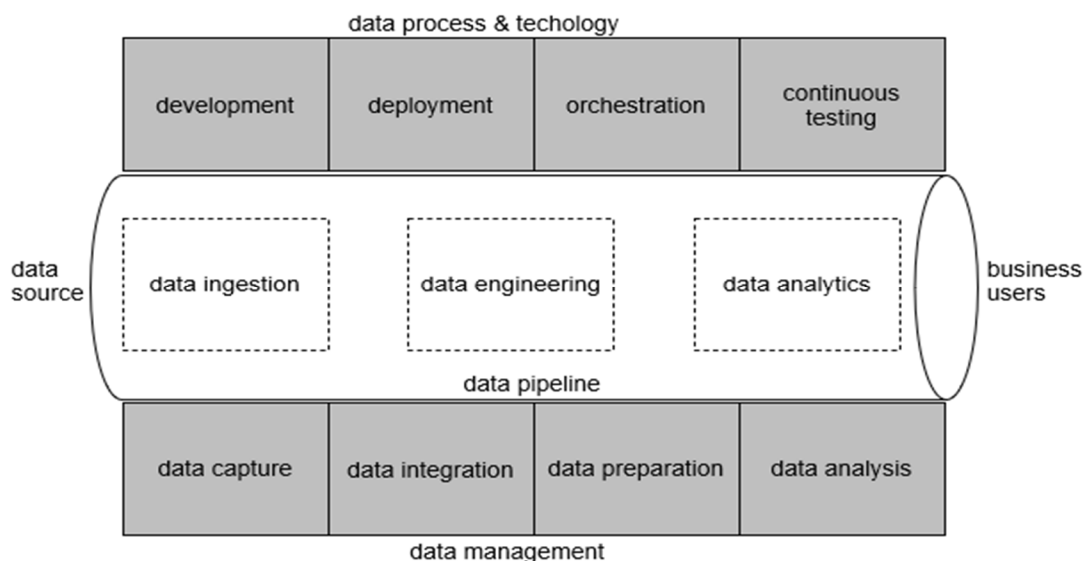 data process & techology
development
deployment
orchestration
continuous
testing
data
source
data ingestion
data engineering
data analytics
business
users
data pipeline
data capture
data integration
data preparation
data analysis
data management